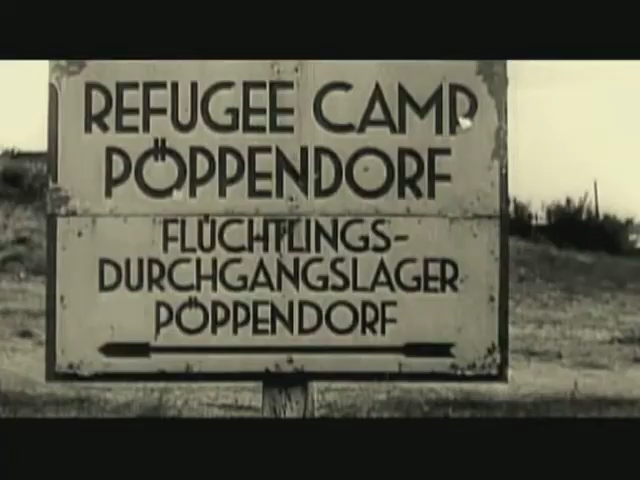 REFUGEE CAMP
PÖPPENDORF
FLÜCHTLINGS-
DURCHGANGSLAGER
PÖPPENDORF